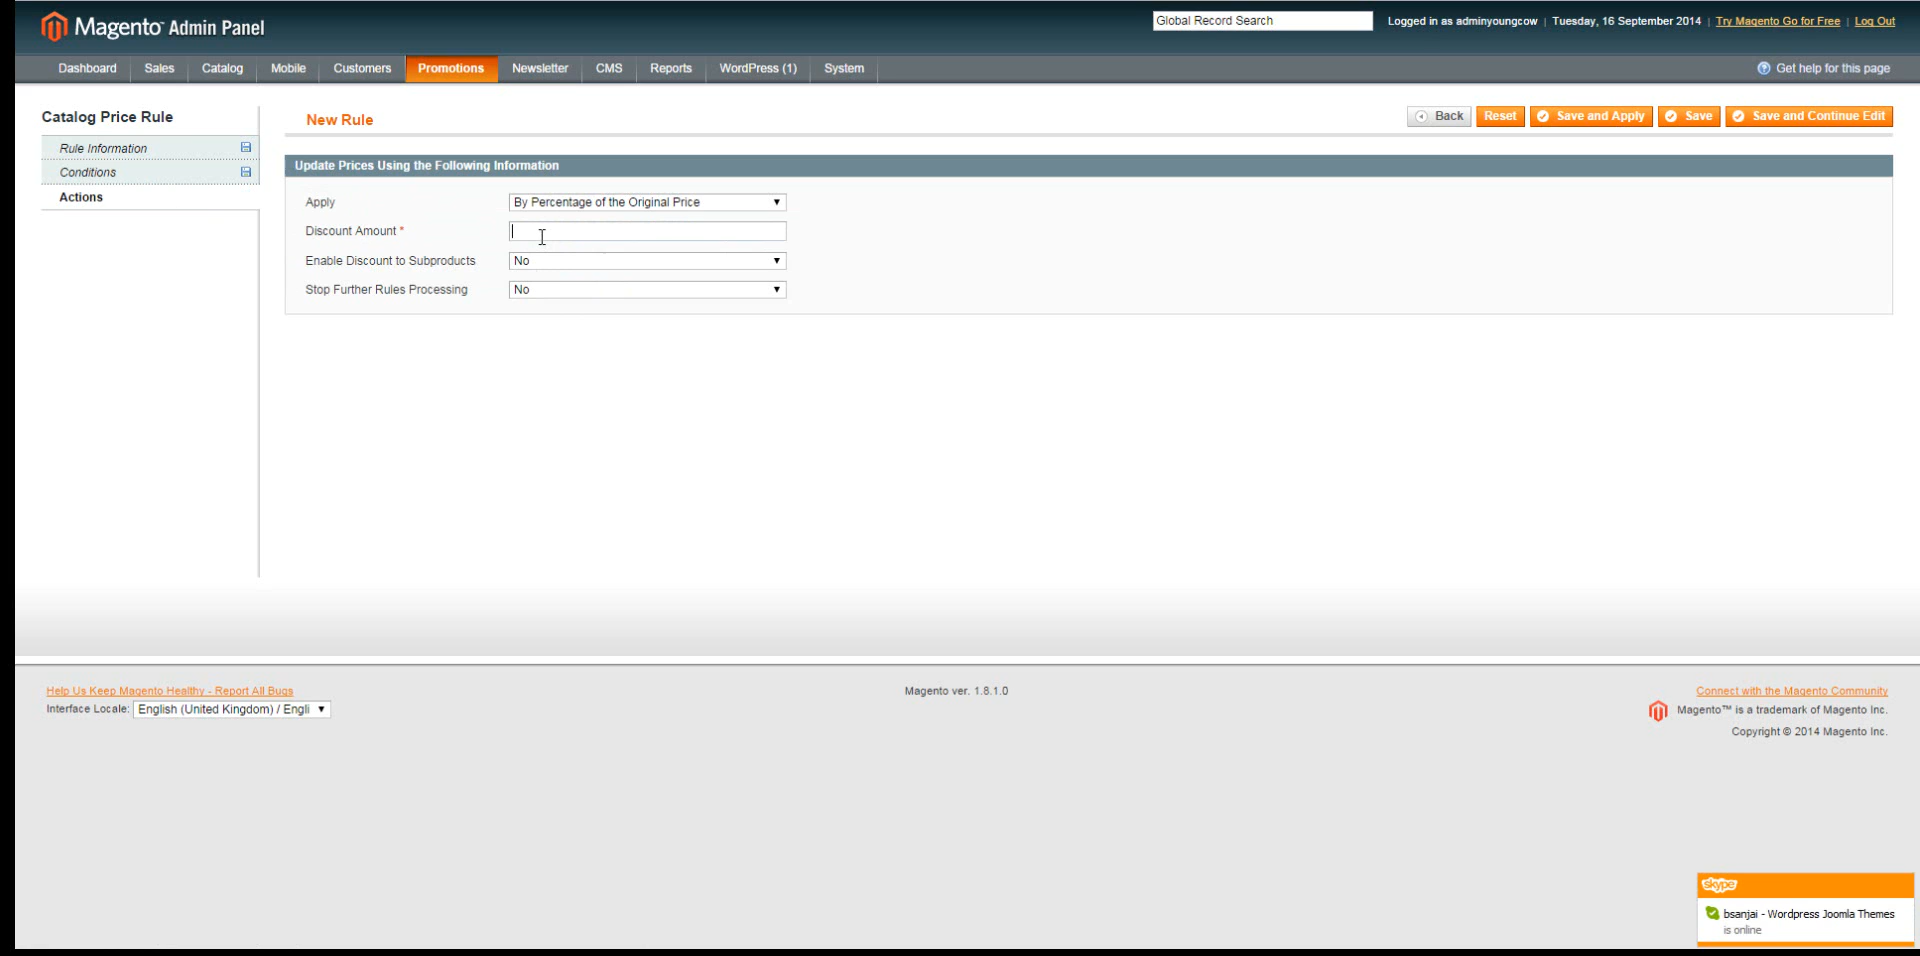 Magento™ Admin Panel
Global Record Search
Logged in as adminyoungcow | Tuesday, 16 September 2014 | Try Magento Go for Free | Log Out
Dashboard Sales Catalog Mobile Customers Promotions Newsletter CMS Reports WordPress (1) System
Get help for this page
Catalog Price Rule
Rule Information
Conditions
Actions
New Rule
Back Reset Save and Apply Save Save and Continue Edit
Update Prices Using the Following Information
Apply By Percentage of the Original Price
Discount Amount *
Enable Discount to Subproducts No
Stop Further Rules Processing No
Help Us Keep Magento Healthy - Report All Bugs
Interface Locale: English (United Kingdom) / Engli
Magento ver. 1.8.1.0
Connect with the Magento Community
Magento™ is a trademark of Magento Inc.
Copyright © 2014 Magento Inc.
skype
bsanjai - Wordpress Joomla Themes
is online